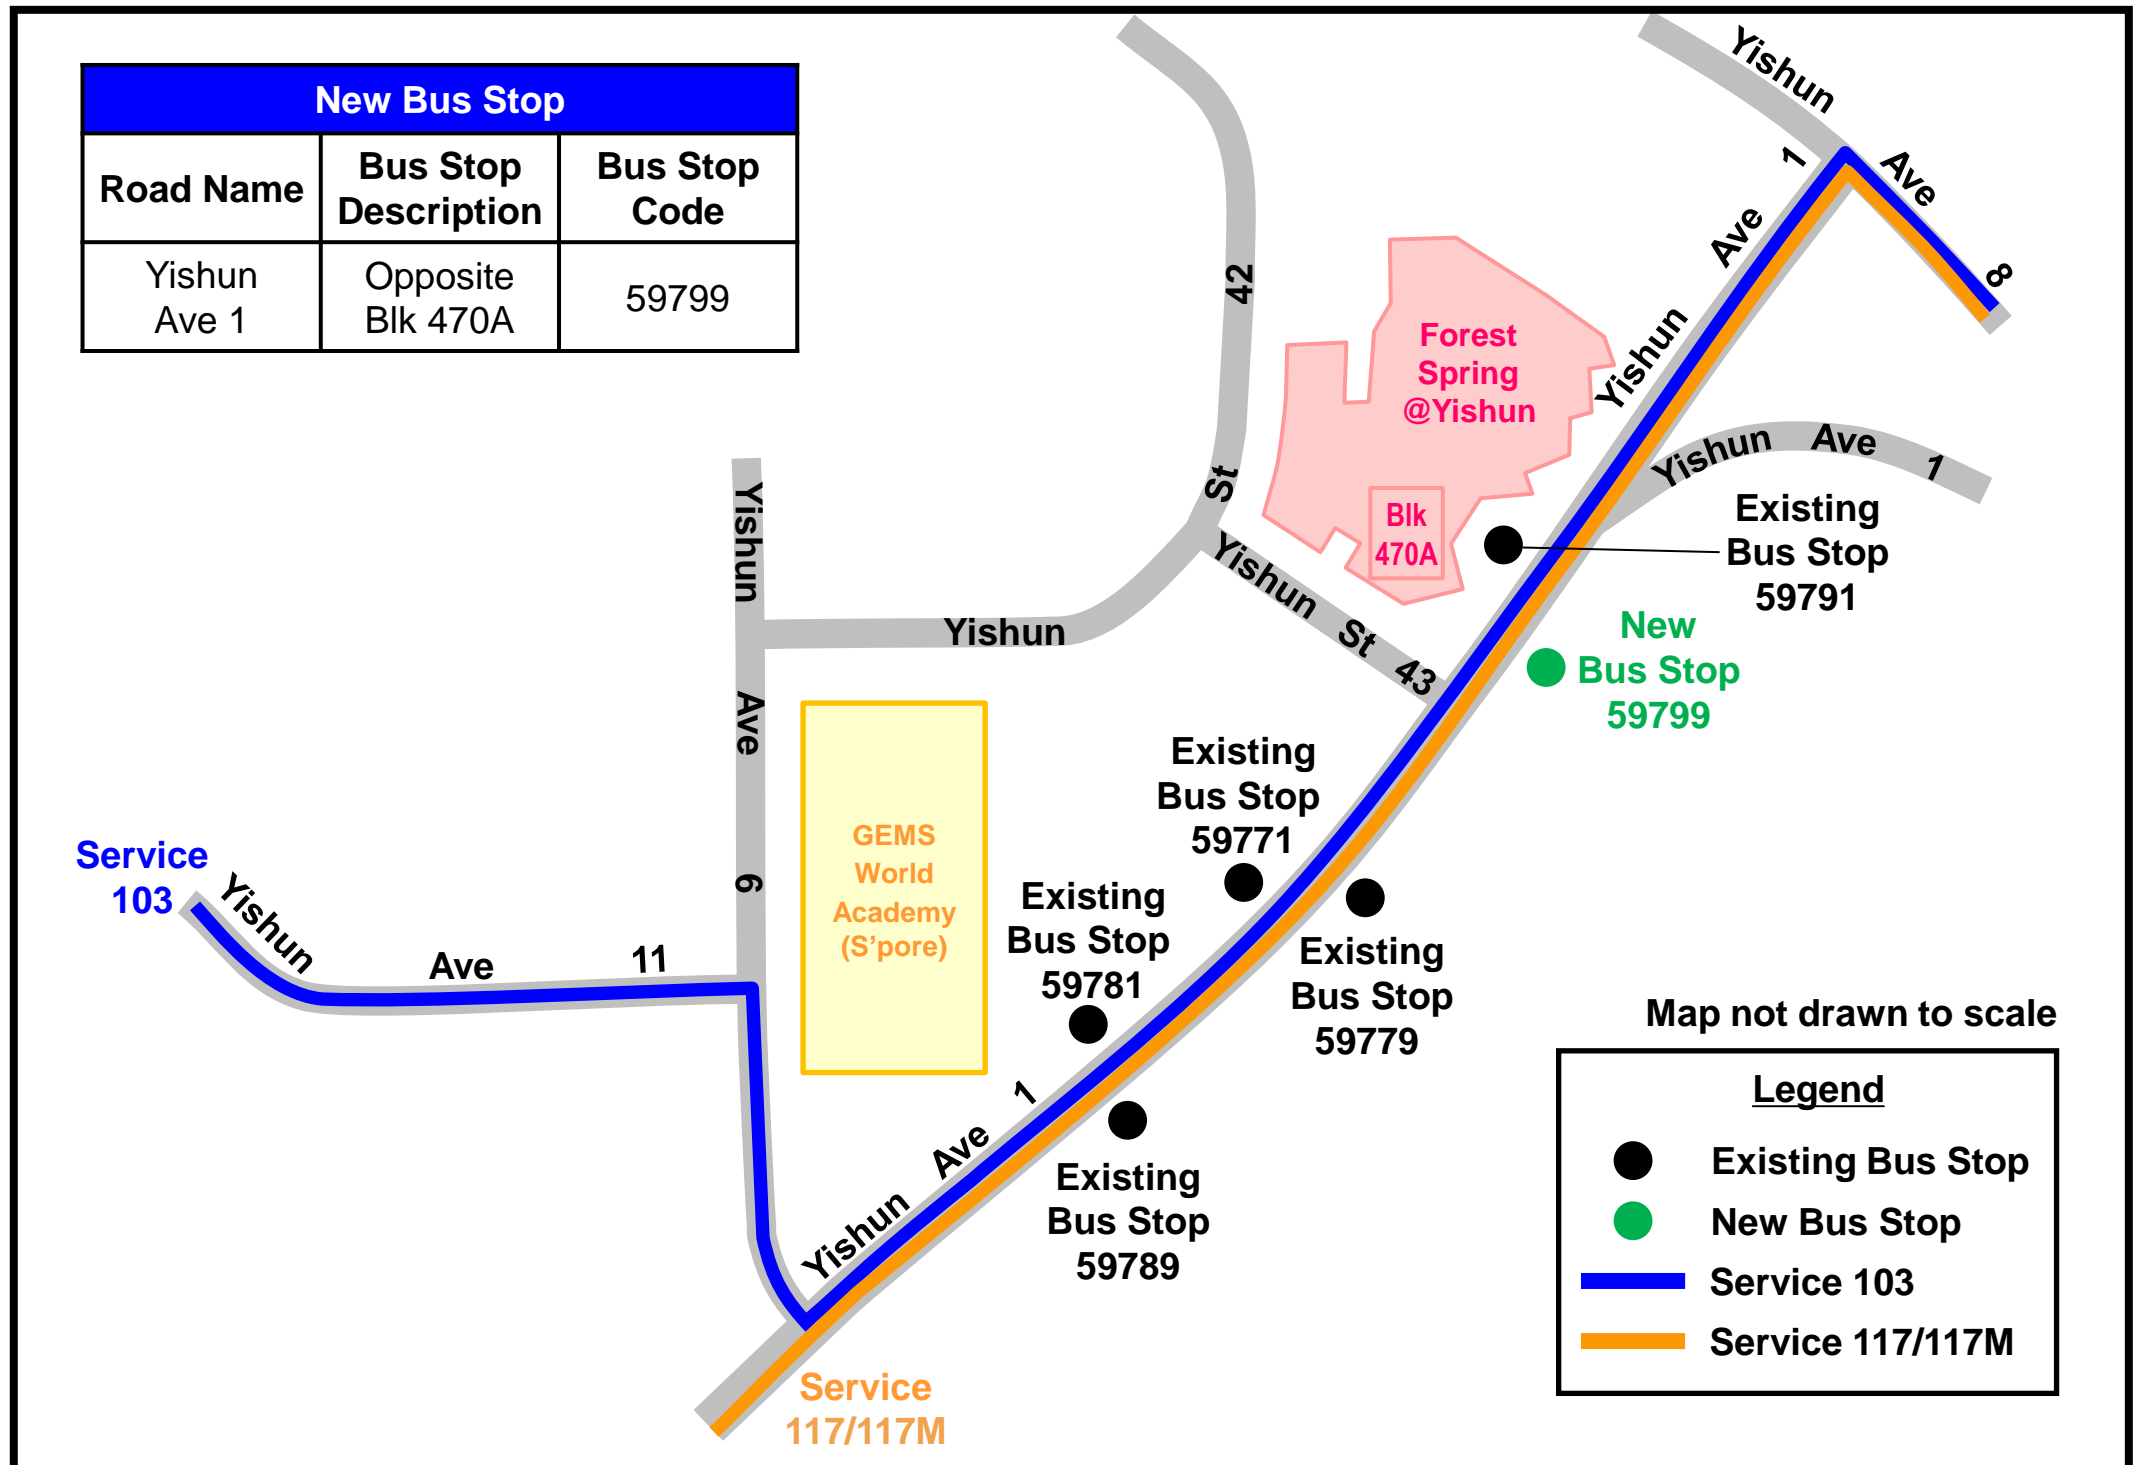 New Bus Stop
Road Name
Bus Stop
Description
Bus Stop
Code
Yishun
Ave 1
Opposite
Blk 470A
59799
Yishun Ave 8
Yishun Ave 1
Yishun Ave 1
Yishun St 42
Forest
Spring
@Yishun
Blk
470A
Existing
Bus Stop
59791
New
Bus Stop
59799
Yishun St 43
Yishun Ave 6
GEMS
World
Academy
(S'pore)
Existing
Bus Stop
59771
Existing
Bus Stop
59781
Existing
Bus Stop
59779
Existing
Bus Stop
59789
Service
103
Yishun Ave 11
Yishun Ave 1
Service
117/117M
Map not drawn to scale
Legend
Existing Bus Stop
New Bus Stop
Service 103
Service 117/117M